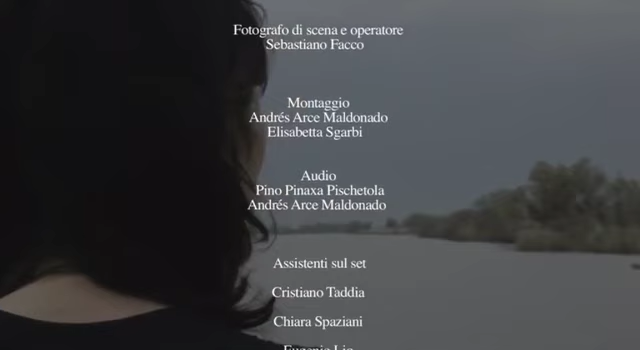 Fotografo di scena e operatore
Sebastiano Facco
Montaggio
Andrés Arce Maldonado
Elisabetta Sgarbi
Audio
Pino Pinaxa Pischetola
Andrés Arce Maldonado
Assistenti sul set
Cristiano Taddia
Chiara Spaziani
Eugenio